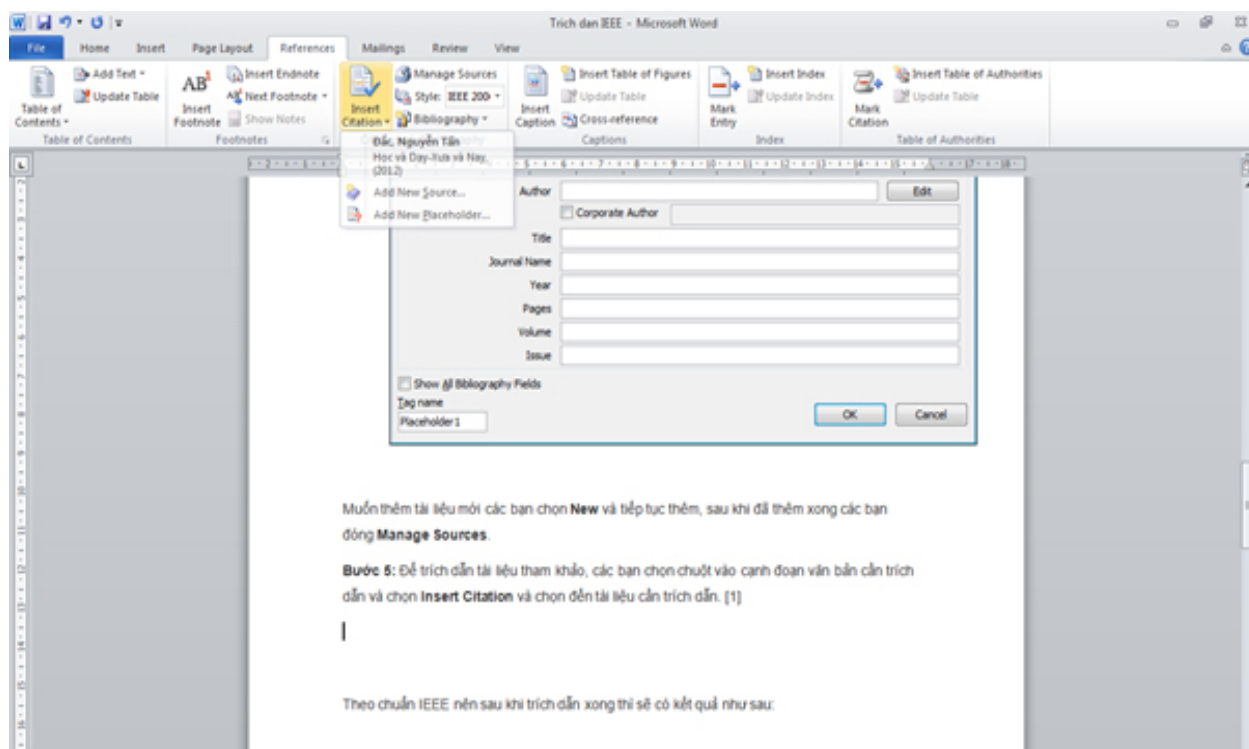 Trich dan IEEE - Microsoft Word
File Home Insert Page Layout References Mailings Review View
Table of Contents
Add Text
Update Table
Table of Contents
AB¹
Insert Footnote
Insert Endnote
Next Footnote
Show Notes
Footnotes
Insert Citation
Manage Sources
Style: IEEE 200
Bibliography
Insert Caption
Insert Table of Figures
Update Table
Cross-reference
Captions
Mark Entry
Insert Index
Update Index
Index
Mark Citation
Insert Table of Authorities
Update Table
Table of Authorities
Đắc, Nguyễn Tấn
Học và Dạy-Xưa và Nay,
(2012)
Add New Source...
Add New Placeholder...
Author
Edit
Corporate Author
Title
Journal Name
Year
Pages
Volume
Issue
Show All Bibliography Fields
Tag name
Placeholder1
OK Cancel
Muốn thêm tài liệu mới các bạn chọn New và tiếp tục thêm, sau khi đã thêm xong các bạn
đóng Manage Sources.
Bước 5: Để trích dẫn tài liệu tham khảo, các bạn chọn chuột vào cạnh đoạn văn bản cần trích
dẫn và chọn Insert Citation và chọn đến tài liệu cần trích dẫn. [1]
Theo chuẩn IEEE nên sau khi trích dẫn xong thì sẽ có kết quả như sau: